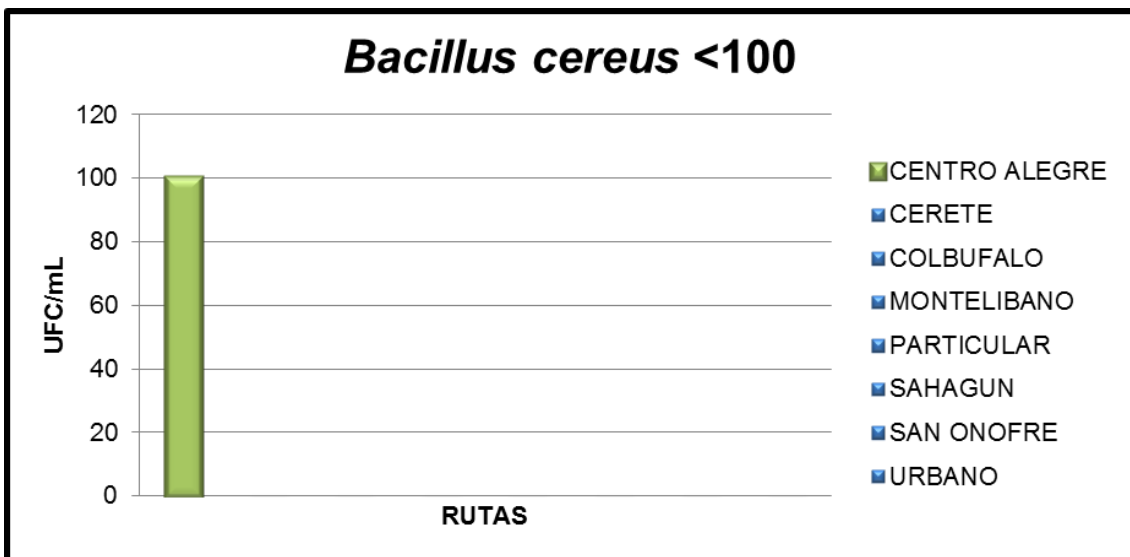 Bacillus cereus <100
120
100
80
60
40
20
0
UFC/mL
RUTAS
CENTRO ALEGRE
CERETE
COLBUFALO
MONTELIBANO
PARTICULAR
SAHAGUN
SAN ONOFRE
URBANO